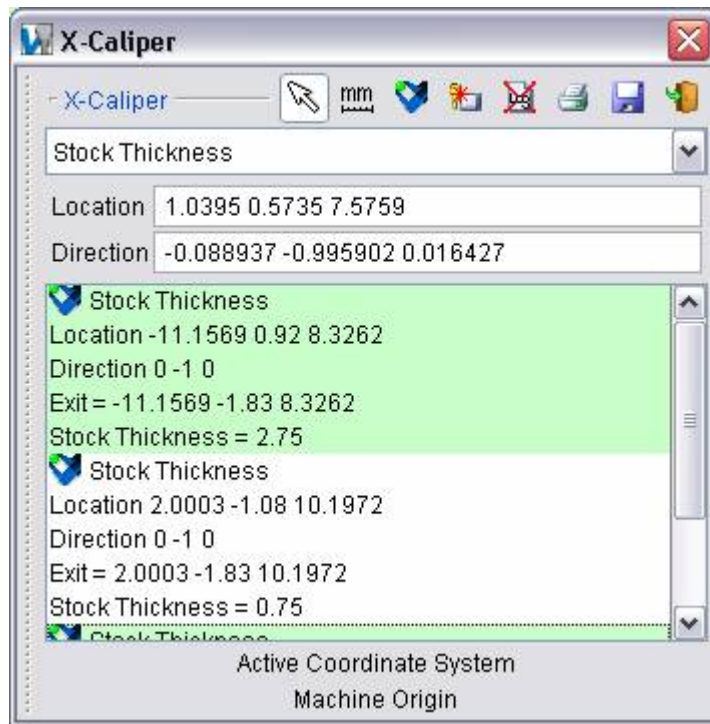 X-Caliper
X-Caliper
mm
Stock Thickness
Location 1.0395 0.5735 7.5759
Direction -0.088937 -0.995902 0.016427
Stock Thickness
Location -11.1569 0.92 8.3262
Direction 0 -1 0
Exit = -11.1569 -1.83 8.3262
Stock Thickness = 2.75
Stock Thickness
Location 2.0003 -1.08 10.1972
Direction 0 -1 0
Exit = 2.0003 -1.83 10.1972
Stock Thickness = 0.75
Stock Thickness
Active Coordinate System
Machine Origin